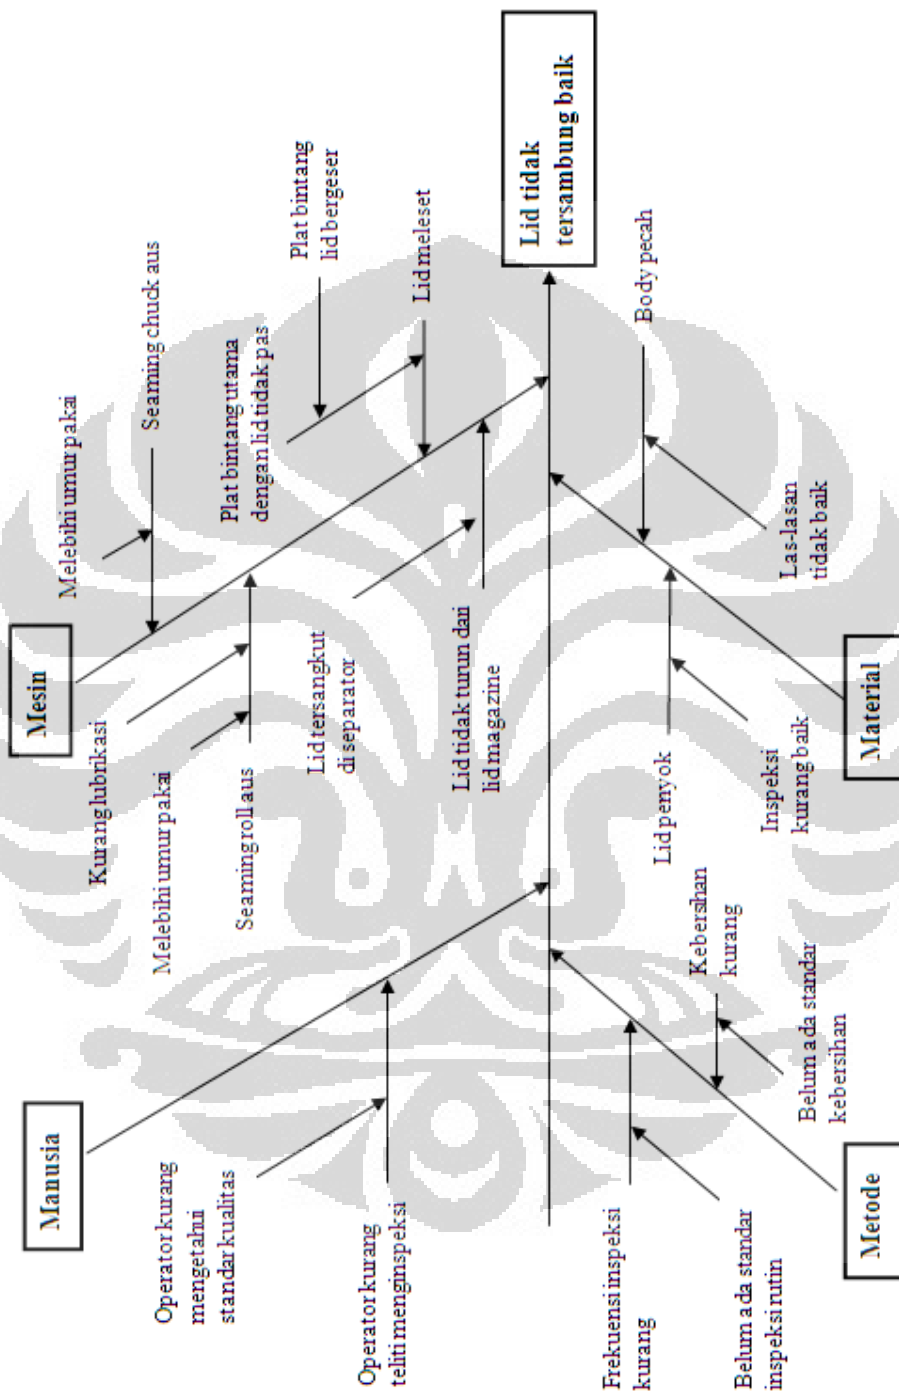 Manusia
Operator kurang
mengetahui
standar kualitas
Operator kurang
teliti menginspeksi
Mesin
Melebihi umur pakai
Seaming chuck aus
Kurang lubrikasi
Melebihi umur pakai
Seaming roll aus
Plat bintang
lid bergeser
Plat bintang utama
dengan lid tidak pas
Lid meleset
Lid tersangkut
di separator
Lid tidak turun dari
lid magazine
Lid tidak
tersambung baik
Frekuensi inspeksi
kurang
Belum ada standar
inspeksi rutin
Kebersihan
kurang
Belum ada standar
kebersihan
Metode
Lid penyok
Inspeksi
kurang baik
Body pecah
Las-lasan
tidak baik
Material